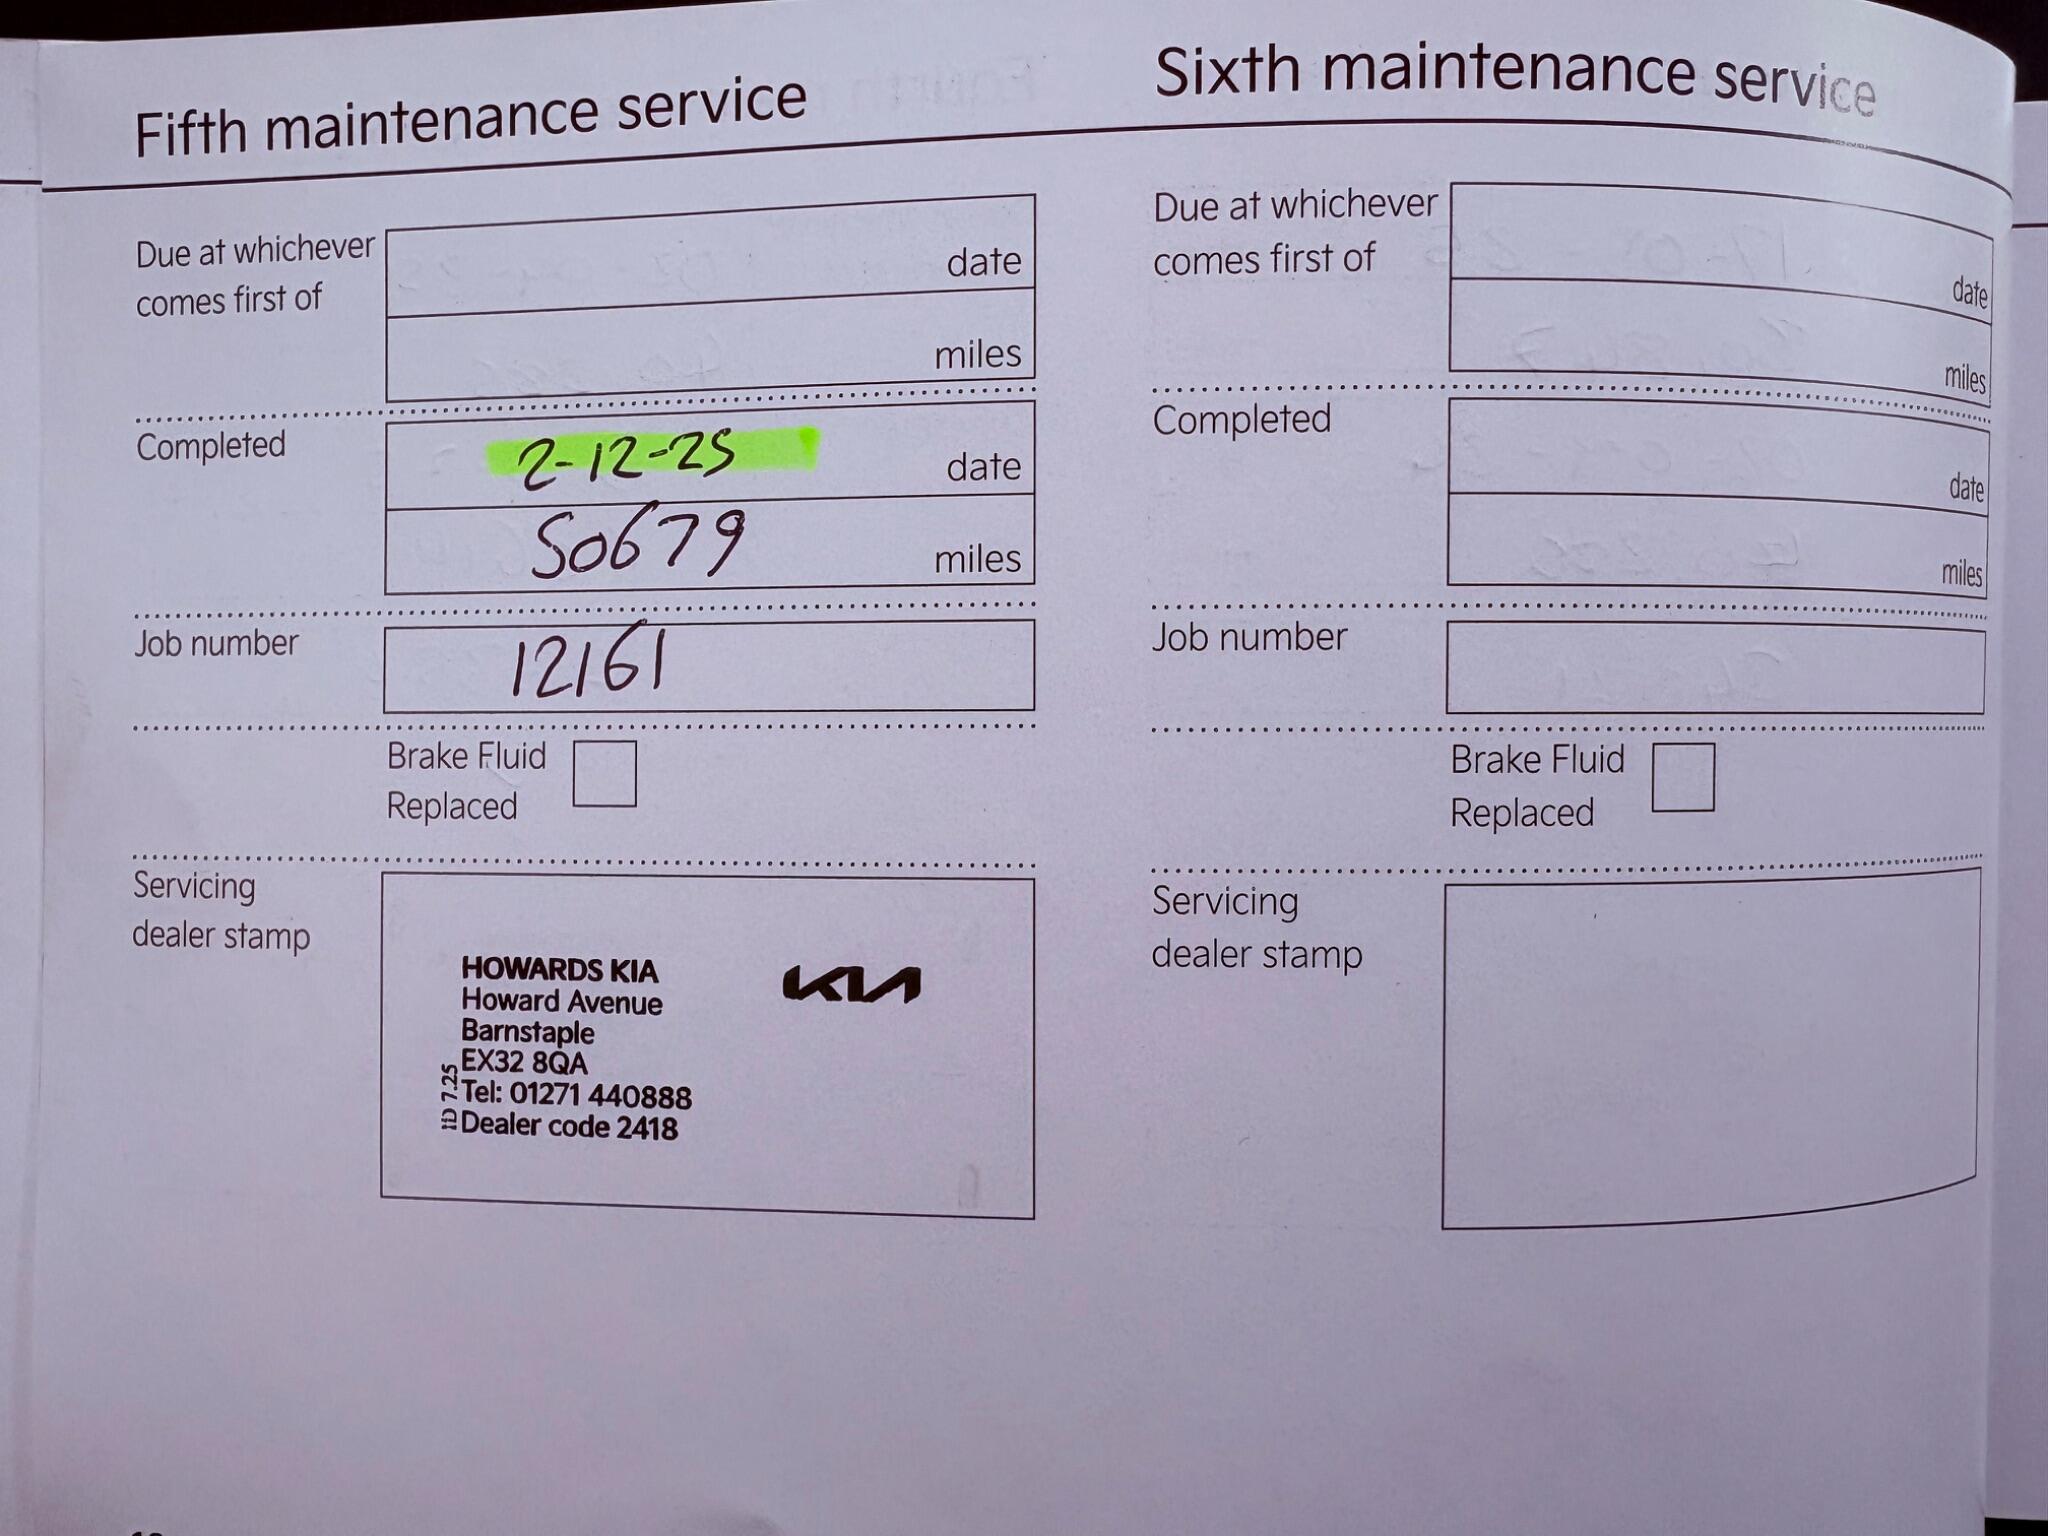 Fifth maintenance service
Due at whichever
comes first of
date
miles
Completed
2-12-25
date
50679
miles
Job number
12161
Brake Fluid
Replaced
Servicing
dealer stamp
HOWARDS KIA
Howard Avenue
Barnstaple
EX32 8QA
Tel: 01271 440888
Dealer code 2418
KIA
Sixth maintenance service
Due at whichever
comes first of
date
miles
Completed
date
miles
Job number
Brake Fluid
Replaced
Servicing
dealer stamp